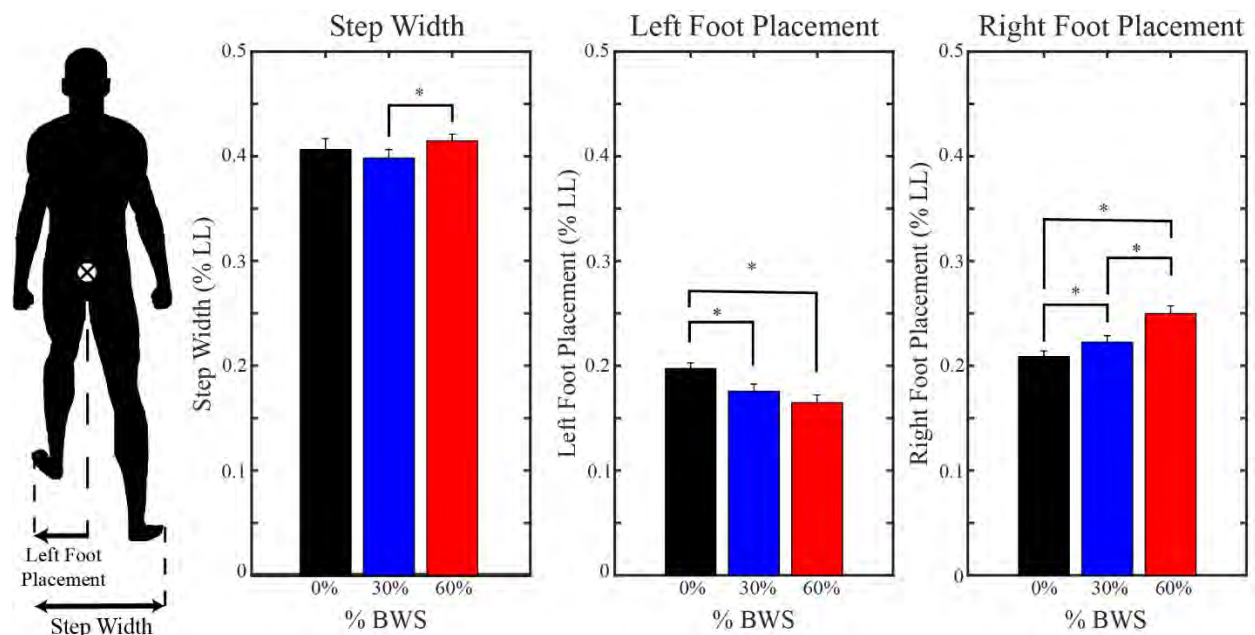 Step Width
Left Foot Placement
Right Foot Placement
Step Width (% LL)
0.5
0.4
0.3
0.2
0.1
0
*
0%
30%
60%
% BWS
Left Foot Placement (% LL)
0.5
0.4
0.3
0.2
0.1
0
*
*
0%
30%
60%
% BWS
Right Foot Placement (% LL)
0.5
0.4
0.3
0.2
0.1
0
*
*
*
0%
30%
60%
% BWS
Left Foot
Placement
Step Width